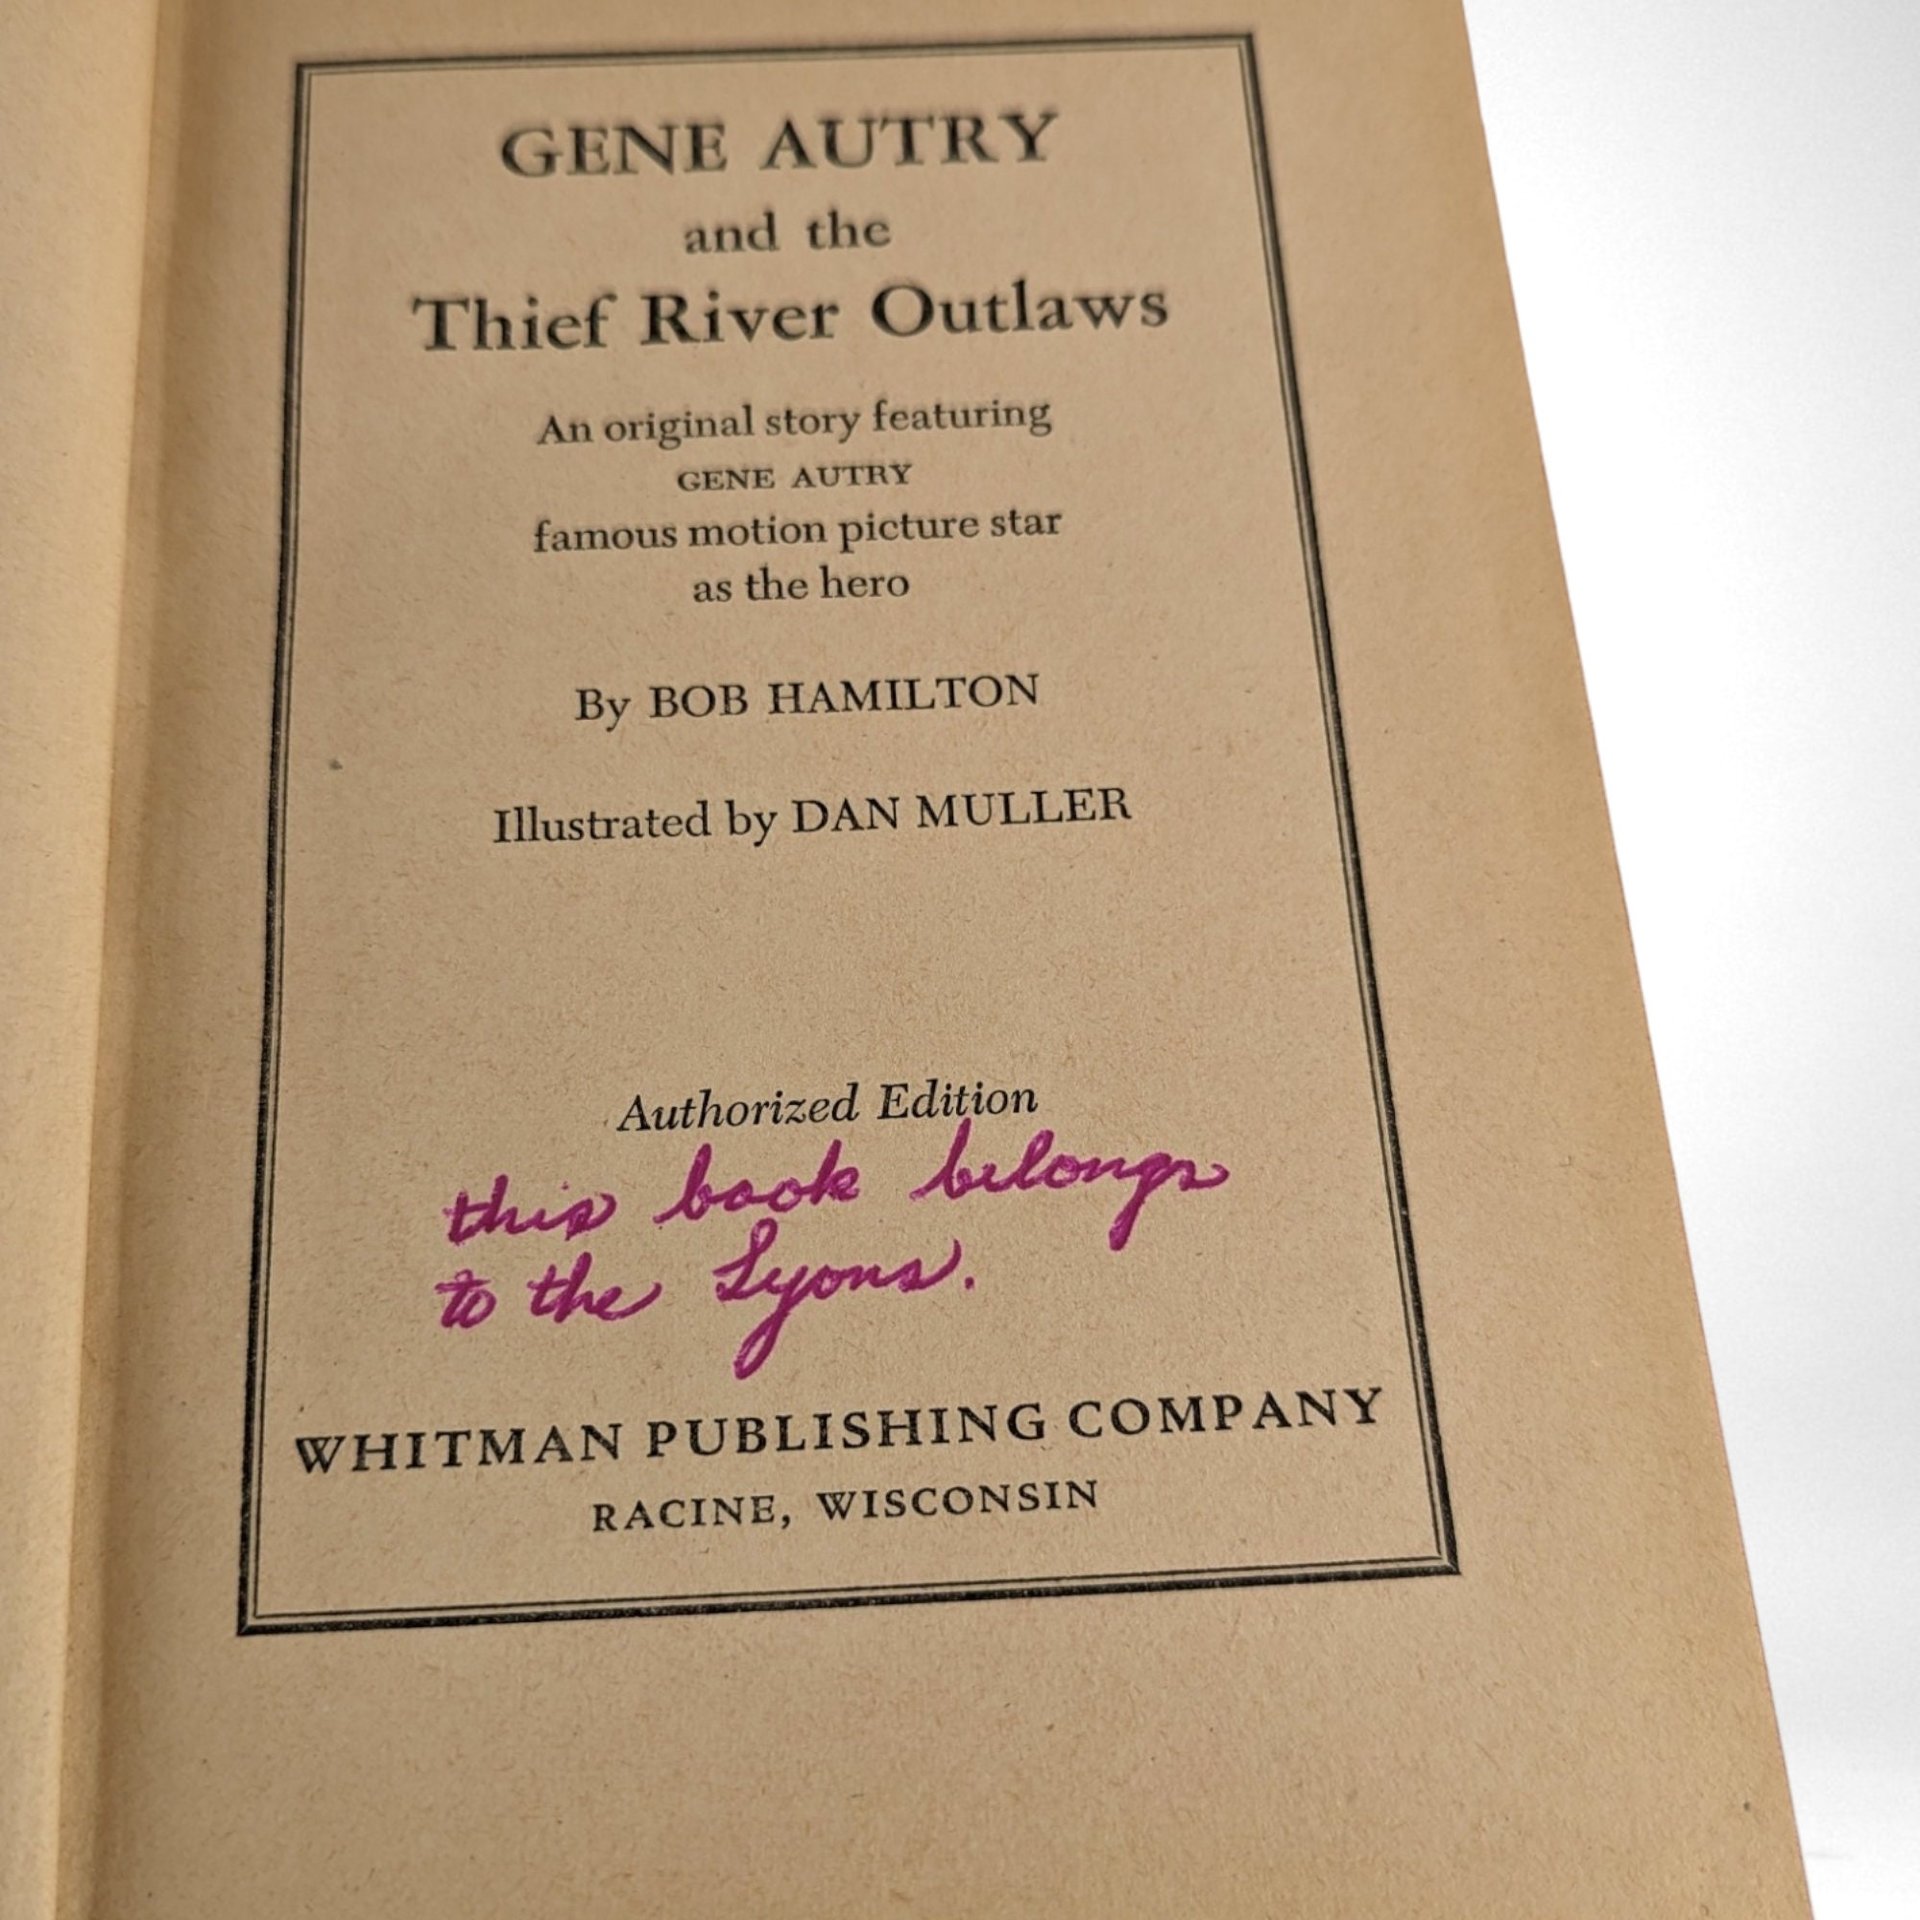 GENE AUTRY
and the
Thief River Outlaws
An original story featuring
GENE AUTRY
famous motion picture star
as the hero
By BOB HAMILTON
Illustrated by DAN MULLER
Authorized Edition
this book belongs
to the Lyons.
WHITMAN PUBLISHING COMPANY
RACINE, WISCONSIN